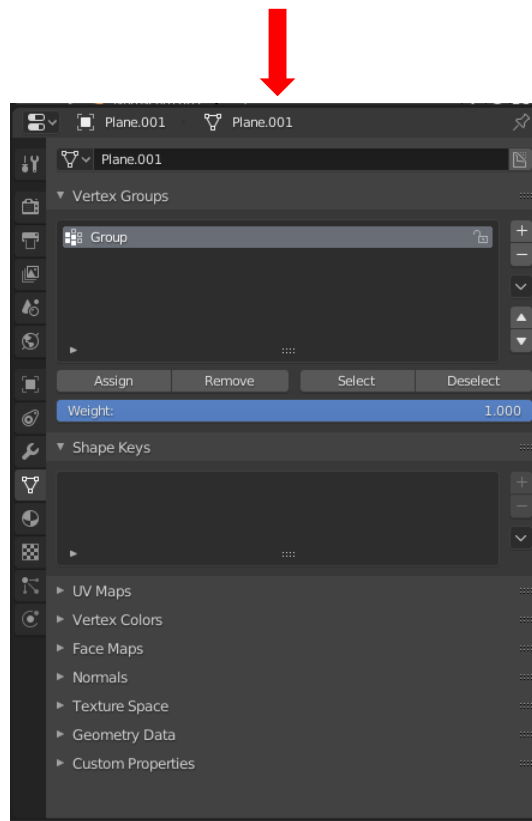 Plane.001 Plane.001
Plane.001
Vertex Groups
Group
Assign Remove Select Deselect
Weight: 1.000
Shape Keys
UV Maps
Vertex Colors
Face Maps
Normals
Texture Space
Geometry Data
Custom Properties